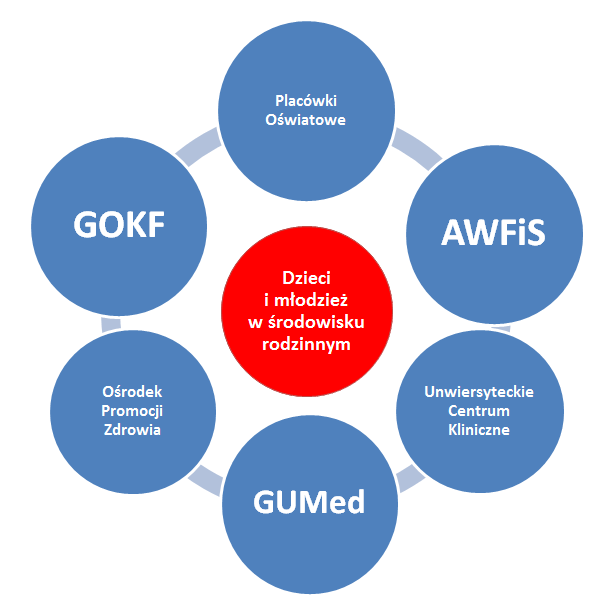 Placówki
Oświatowe
GOKF
AWFiS
Dzieci
i młodzież
w środowisku
rodzinnym
Ośrodek
Promocji
Zdrowia
Unwiersyteckie
Centrum
Kliniczne
GUMed